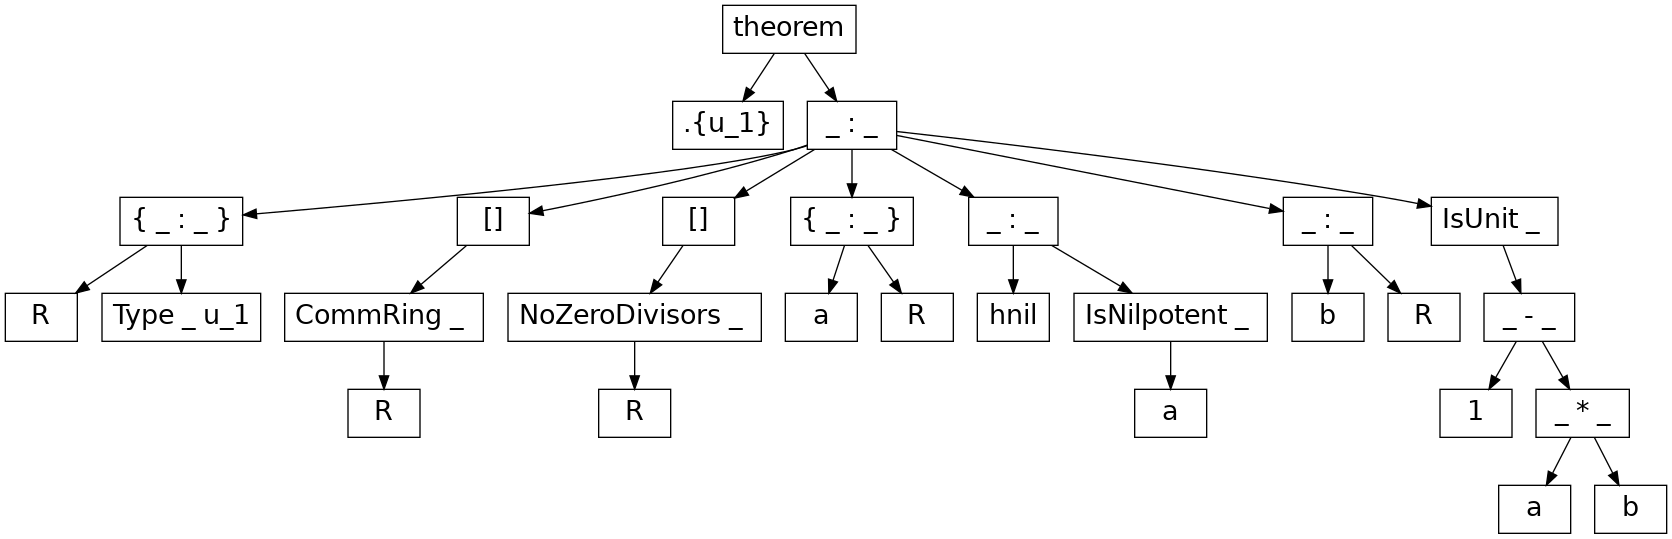 theorem
.{u_1} _ : _
{ _ : _ } [] [] { _ : _ } _ : _ _ : _ IsUnit _
R Type _ u_1 CommRing _ NoZeroDivisors _ a R hnil IsNilpotent _ b R _ - _
R R a 1 _ * _
a b